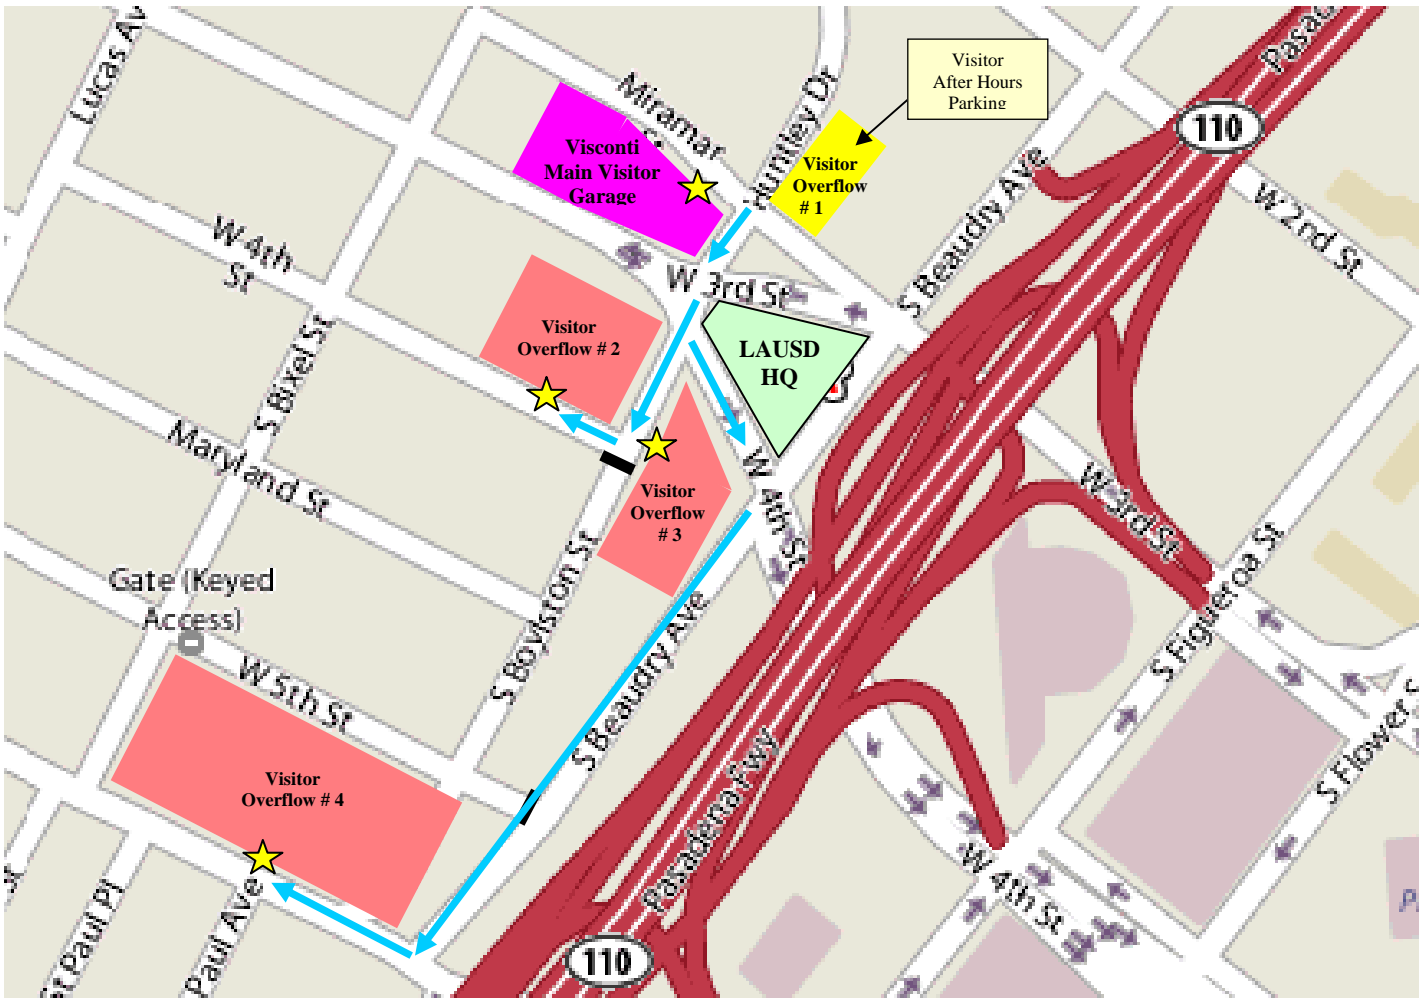 Lucas Av
Miramar
Huntley Dr
Visitor
After Hours
Parking
Pasad
110
Visconti
Main Visitor
Garage
Visitor
Overflow
# 1
S Beaudry Ave
W 2nd St
W 4th
St
W 3rd St
Visitor
Overflow # 2
LAUSD
HQ
S Bixel St
Maryland St
Visitor
Overflow
# 3
W 4th St
W 3rd St
Gate (Keyed
Access)
S Boylston St
S Beaudry Ave
S Figueroa St
W 5th St
S Flower S
Visitor
Overflow # 4
Pasadena Fwy
W 4th St
St
Paul Ave
St Paul Pl
110
P